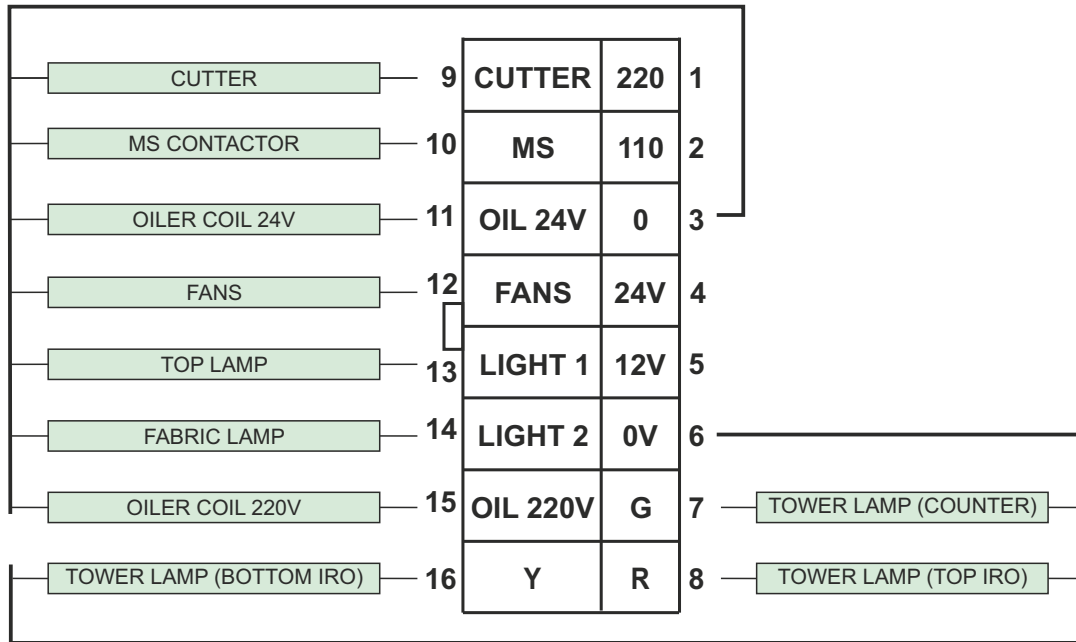 CUTTER 9 CUTTER 220 1
MS CONTACTOR 10 MS 110 2
OILER COIL 24V 11 OIL 24V 0 3
FANS 12 FANS 24V 4
TOP LAMP 13 LIGHT 1 12V 5
FABRIC LAMP 14 LIGHT 2 0V 6
OILER COIL 220V 15 OIL 220V G 7 TOWER LAMP (COUNTER)
TOWER LAMP (BOTTOM IRO) 16 Y R 8 TOWER LAMP (TOP IRO)